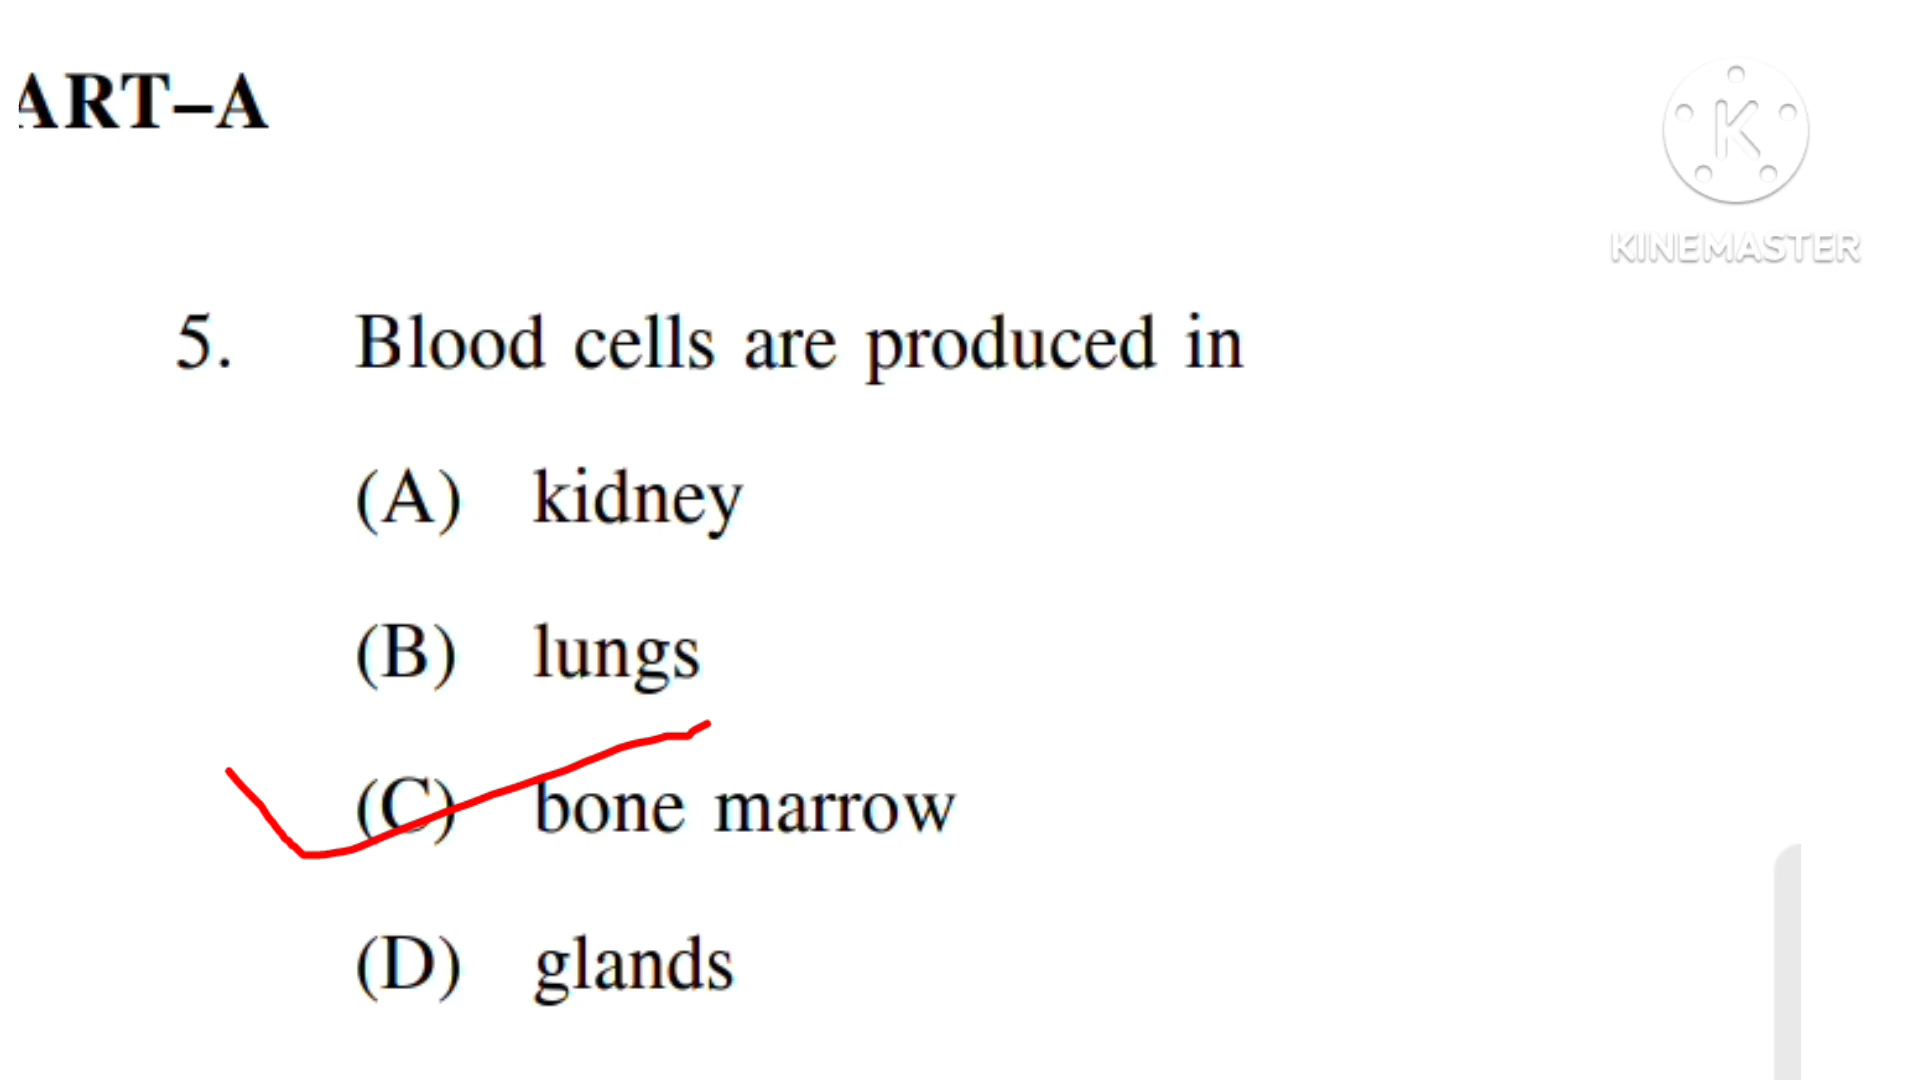 ART–A
K
KINEMASTER
5. Blood cells are produced in
(A) kidney
(B) lungs
(C) bone marrow
(D) glands